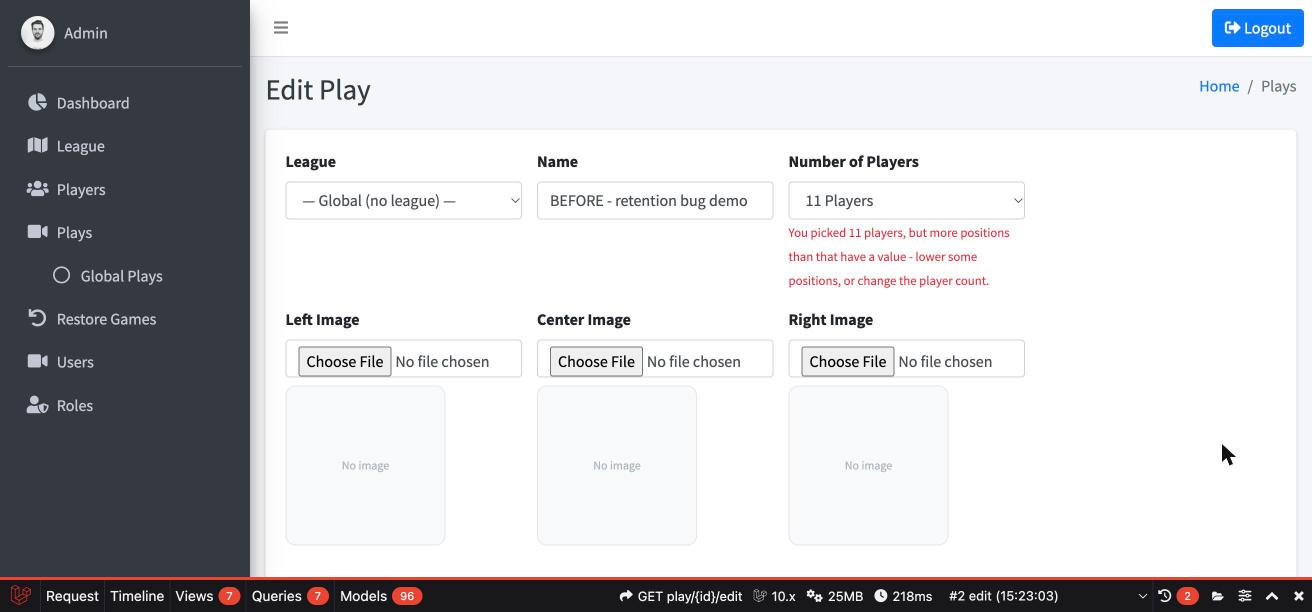 Admin
Logout
Edit Play
Home / Plays
Dashboard
League
Players
Plays
Global Plays
Restore Games
Users
Roles
League
Name
Number of Players
— Global (no league) —
BEFORE - retention bug demo
11 Players
You picked 11 players, but more positions
than that have a value - lower some
positions, or change the player count.
Left Image
Center Image
Right Image
Choose File No file chosen
Choose File No file chosen
Choose File No file chosen
No image
No image
No image
Request Timeline Views 7 Queries 7 Models 96 GET play/{id}/edit 10.x 25MB 218ms #2 edit (15:23:03) 2